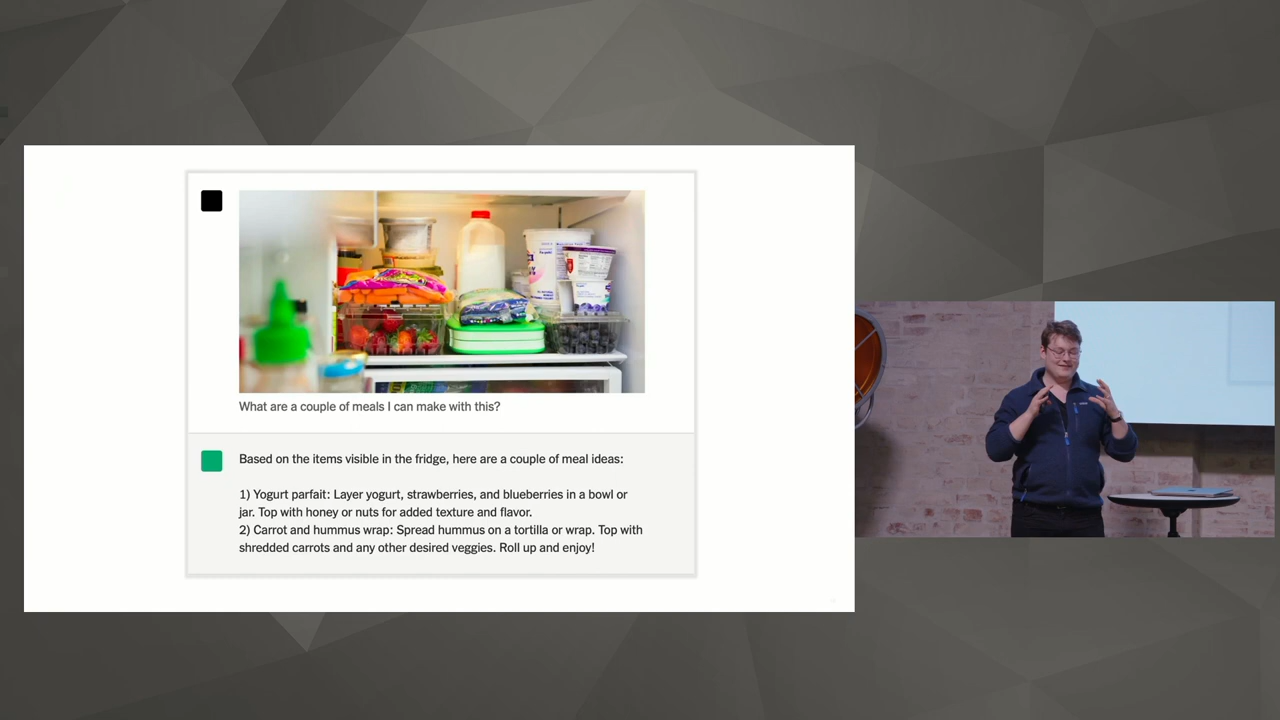 What are a couple of meals I can make with this?
Based on the items visible in the fridge, here are a couple of meal ideas:
1) Yogurt parfait: Layer yogurt, strawberries, and blueberries in a bowl or
jar. Top with honey or nuts for added texture and flavor.
2) Carrot and hummus wrap: Spread hummus on a tortilla or wrap. Top with
shredded carrots and any other desired veggies. Roll up and enjoy!